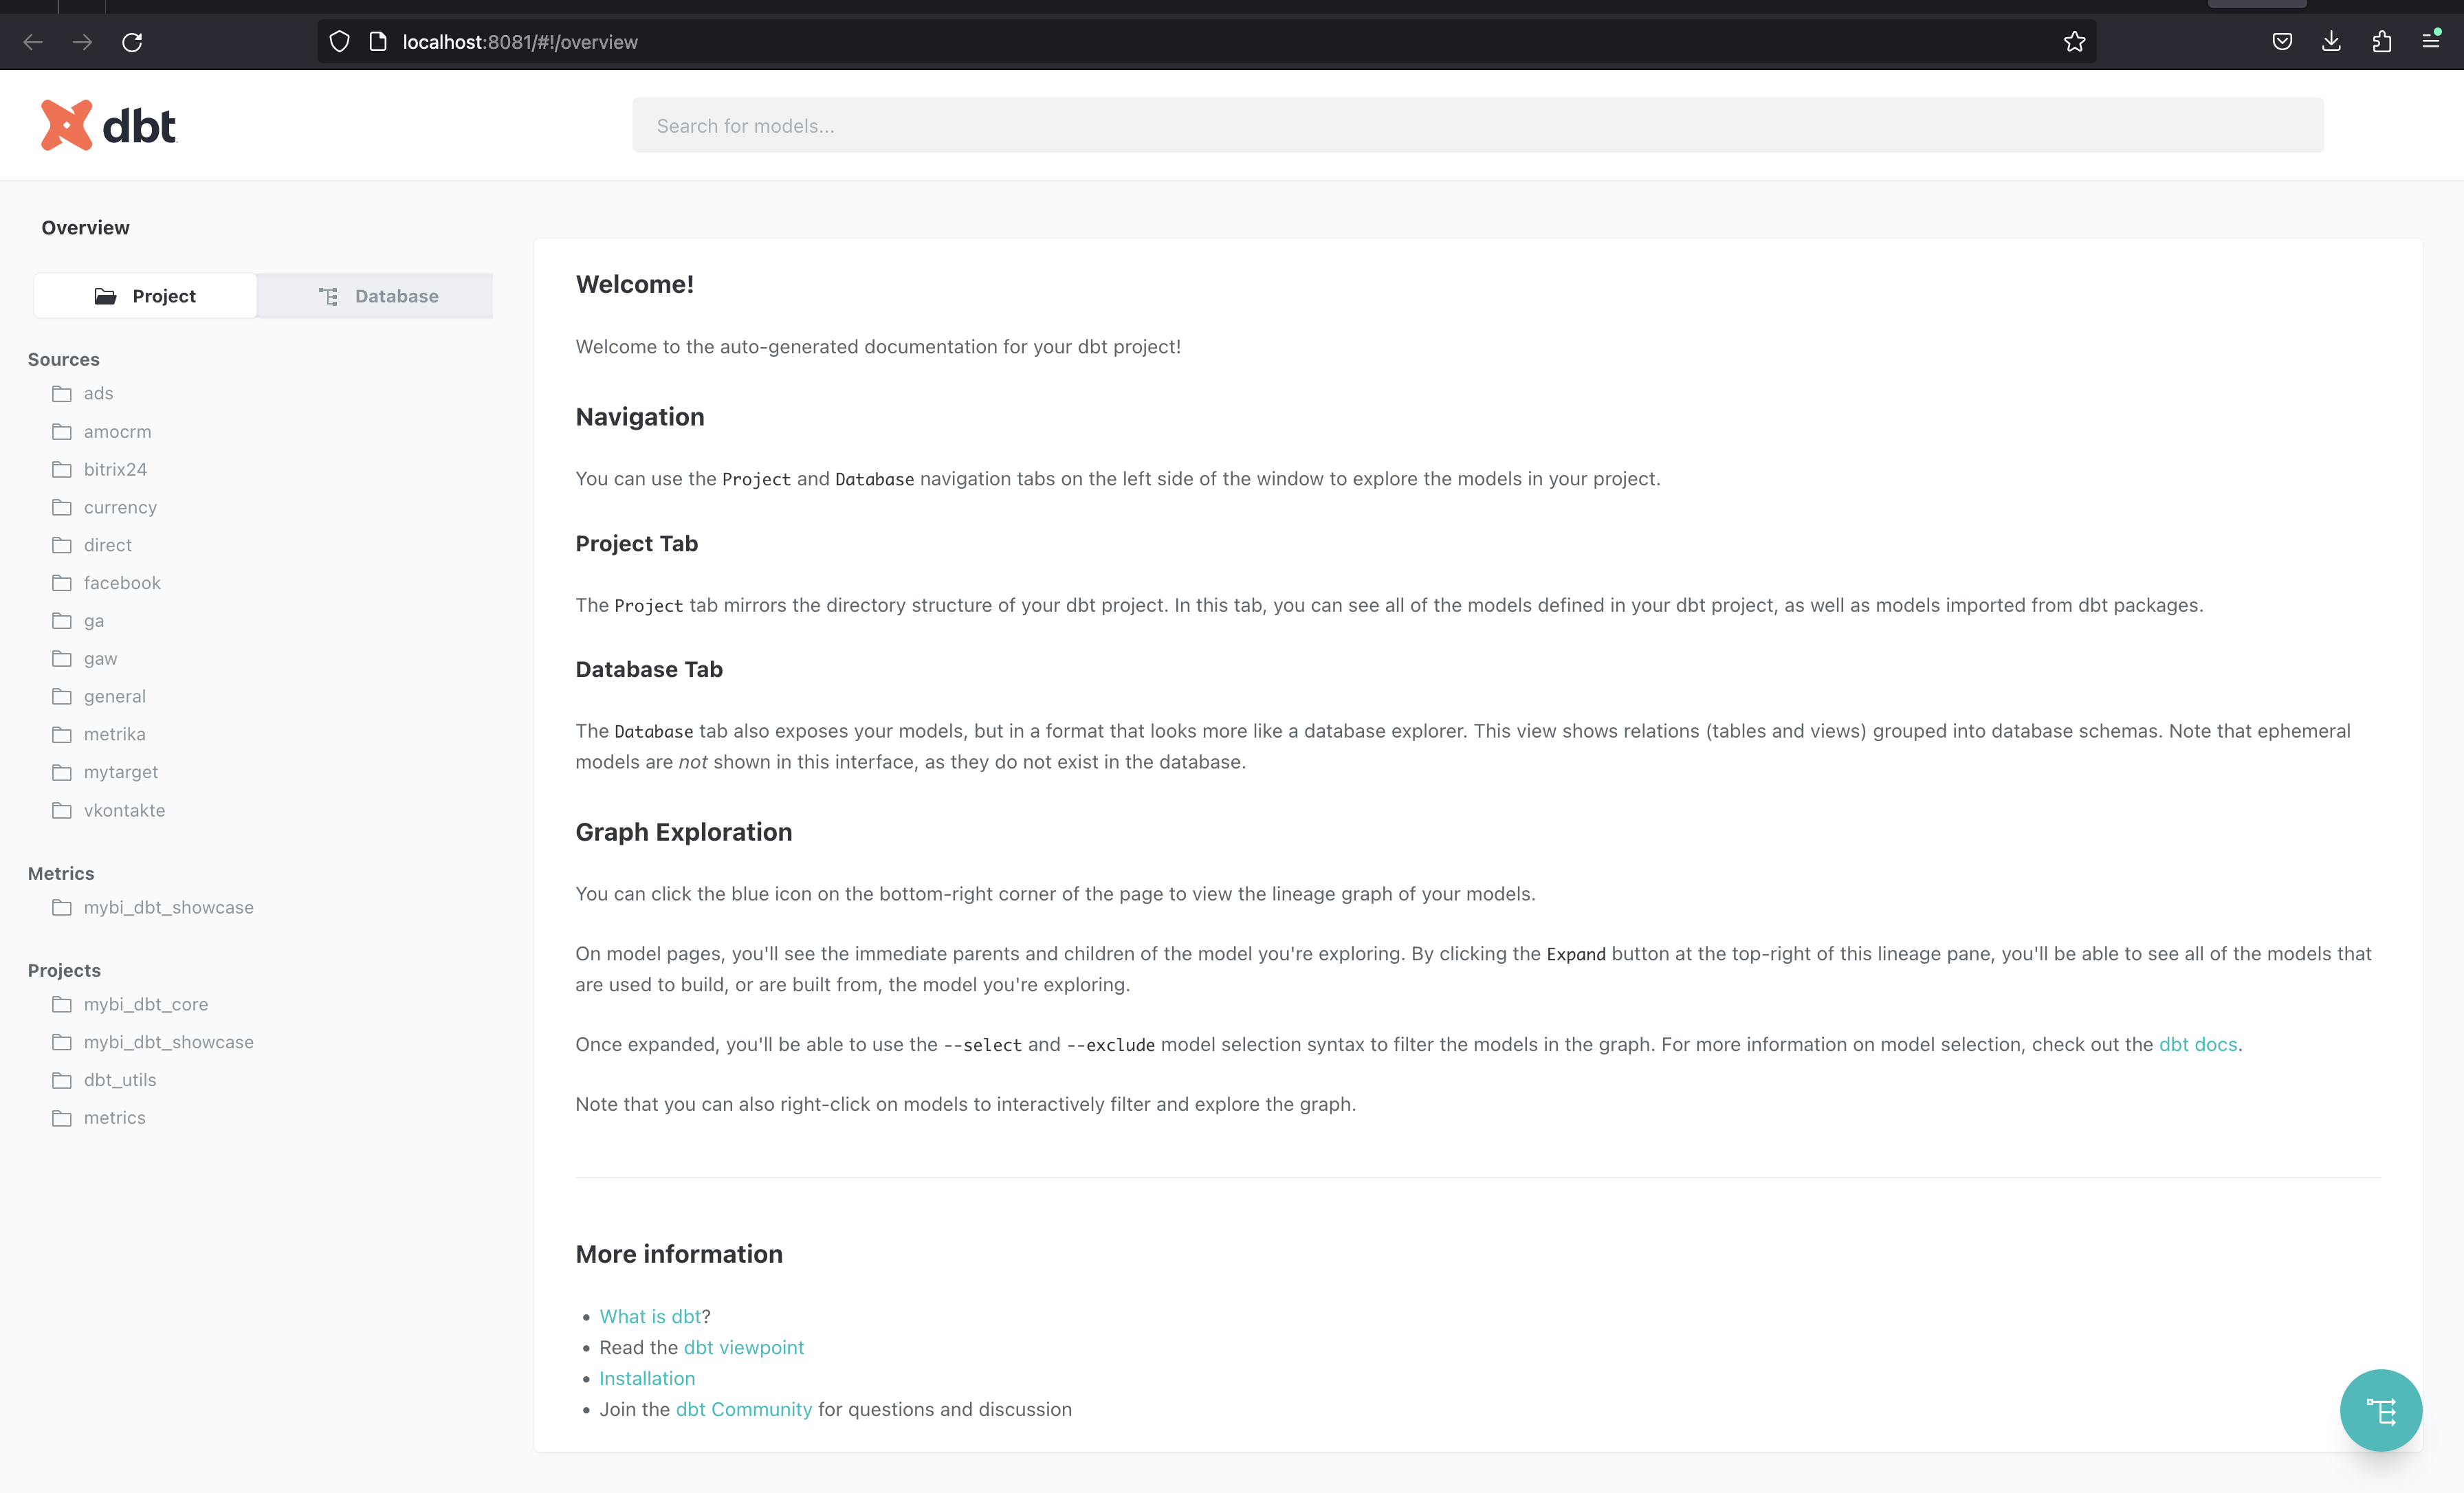 localhost:8081/#!/overview
dbt
Search for models...
Overview
Project
Database
Sources
ads
amocrm
bitrix24
currency
direct
facebook
ga
gaw
general
metrika
mytarget
vkontakte
Metrics
mybi_dbt_showcase
Projects
mybi_dbt_core
mybi_dbt_showcase
dbt_utils
metrics
Welcome!
Welcome to the auto-generated documentation for your dbt project!
Navigation
You can use the Project and Database navigation tabs on the left side of the window to explore the models in your project.
Project Tab
The Project tab mirrors the directory structure of your dbt project. In this tab, you can see all of the models defined in your dbt project, as well as models imported from dbt packages.
Database Tab
The Database tab also exposes your models, but in a format that looks more like a database explorer. This view shows relations (tables and views) grouped into database schemas. Note that ephemeral
models are not shown in this interface, as they do not exist in the database.
Graph Exploration
You can click the blue icon on the bottom-right corner of the page to view the lineage graph of your models.
On model pages, you'll see the immediate parents and children of the model you're exploring. By clicking the Expand button at the top-right of this lineage pane, you'll be able to see all of the models that
are used to build, or are built from, the model you're exploring.
Once expanded, you'll be able to use the --select and --exclude model selection syntax to filter the models in the graph. For more information on model selection, check out the dbt docs.
Note that you can also right-click on models to interactively filter and explore the graph.
More information
• What is dbt?
• Read the dbt viewpoint
• Installation
• Join the dbt Community for questions and discussion